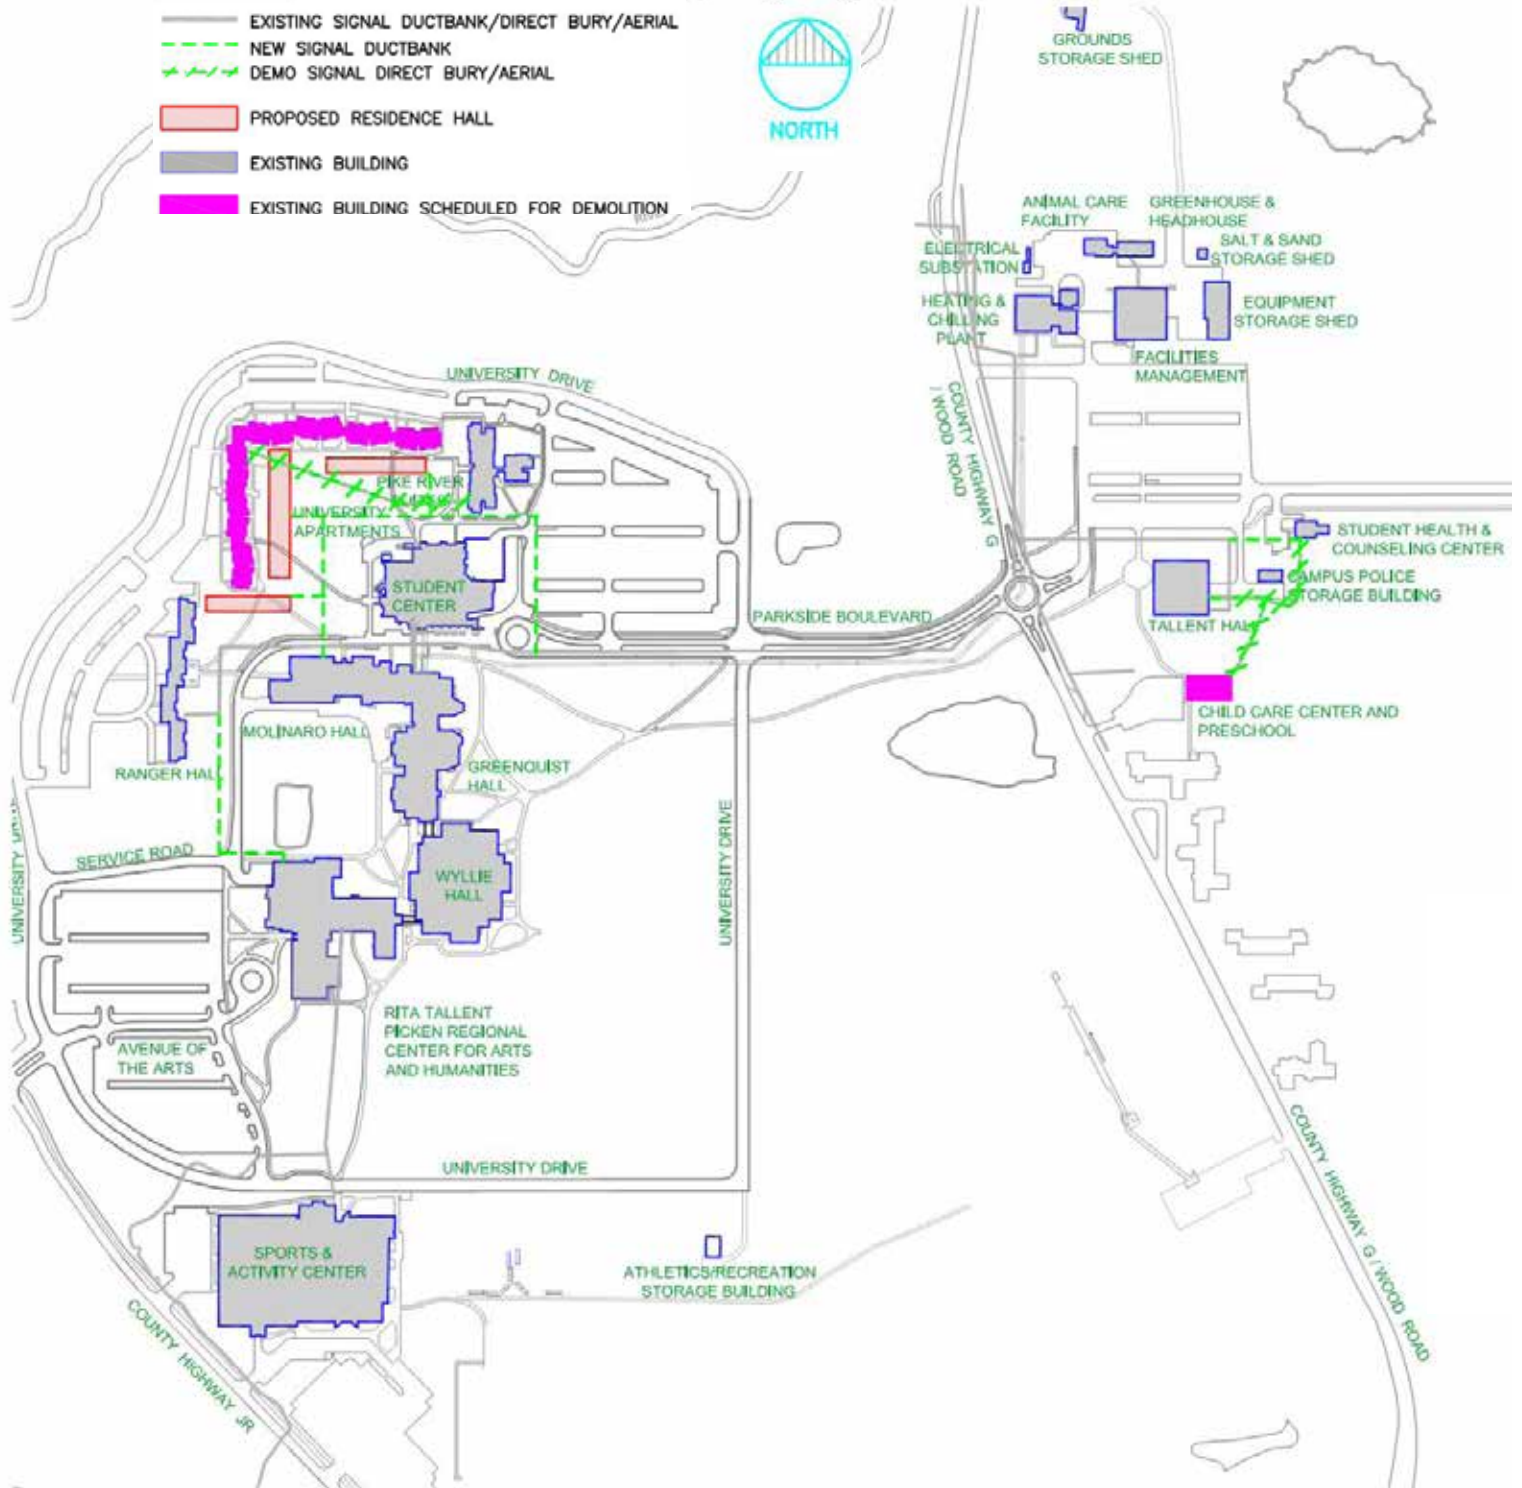 EXISTING SIGNAL DUCTBANK/DIRECT BURY/AERIAL
NEW SIGNAL DUCTBANK
DEMO SIGNAL DIRECT BURY/AERIAL
PROPOSED RESIDENCE HALL
EXISTING BUILDING
EXISTING BUILDING SCHEDULED FOR DEMOLITION
NORTH
GROUNDS
STORAGE SHED
ANIMAL CARE
FACILITY
GREENHOUSE &
HEADHOUSE
ELECTRICAL
SUBSTATION
SALT & SAND
STORAGE SHED
HEATING &
CHILLING
PLANT
EQUIPMENT
STORAGE SHED
FACILITIES
MANAGEMENT
UNIVERSITY DRIVE
COUNTY HIGHWAY G
/ WOOD ROAD
PIKE RIVER
UNIVERSITY
APARTMENTS
STUDENT
CENTER
STUDENT HEALTH &
COUNSELING CENTER
CAMPUS POLICE
STORAGE BUILDING
PARKSIDE BOULEVARD
TALLENT HALL
CHILD CARE CENTER AND
PRESCHOOL
MOLINARO HALL
RANGER HALL
GREENQUIST
HALL
SERVICE ROAD
WYLLIE
HALL
UNIVERSITY DRIVE
UNIVERSITY DRIVE
RITA TALLENT
PICKEN REGIONAL
CENTER FOR ARTS
AND HUMANITIES
AVENUE OF
THE ARTS
UNIVERSITY DRIVE
COUNTY HIGHWAY G / WOOD ROAD
SPORTS &
ACTIVITY CENTER
ATHLETICS/RECREATION
STORAGE BUILDING
COUNTY HIGHWAY JR